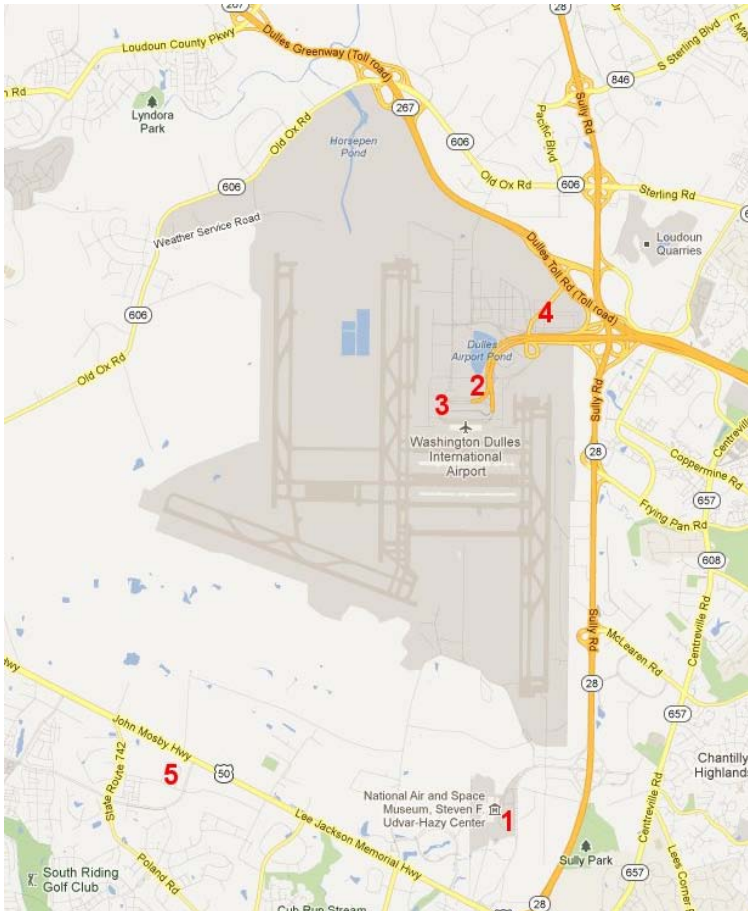 267
28
Loudoun County Pkwy
Dulles Greenway (Toll road)
S Sterling Blvd
846
n Rd
Lyndora
Park
267
Sully Rd
Pacific Blvd
Old Ox Rd
Horsepen
Pond
606
606
Old Ox Rd
606
Sterling Rd
Weather Service Road
Loudoun
Quarries
Dulles Toll Rd (Toll road)
606
4
Dulles
Airport Pond
Old Ox Rd
2
3
Sully Rd
Washington Dulles
International
Airport
28
Coppermine Rd
Centreville
657
Frying Pan Rd
608
Sully Rd
Centreville Rd
McLearen Rd
Hwy
28
657
John Mosby Hwy
State Route 742
5
50
Chantilly
Highlands
National Air and Space
Museum, Steven F.
Udvar-Hazy Center
1
Lee Jackson Memorial Hwy
Centreville Rd
Sully Park
South Riding
Golf Club
Poland Rd
657
Lees Corner
28
Cub Run Stream